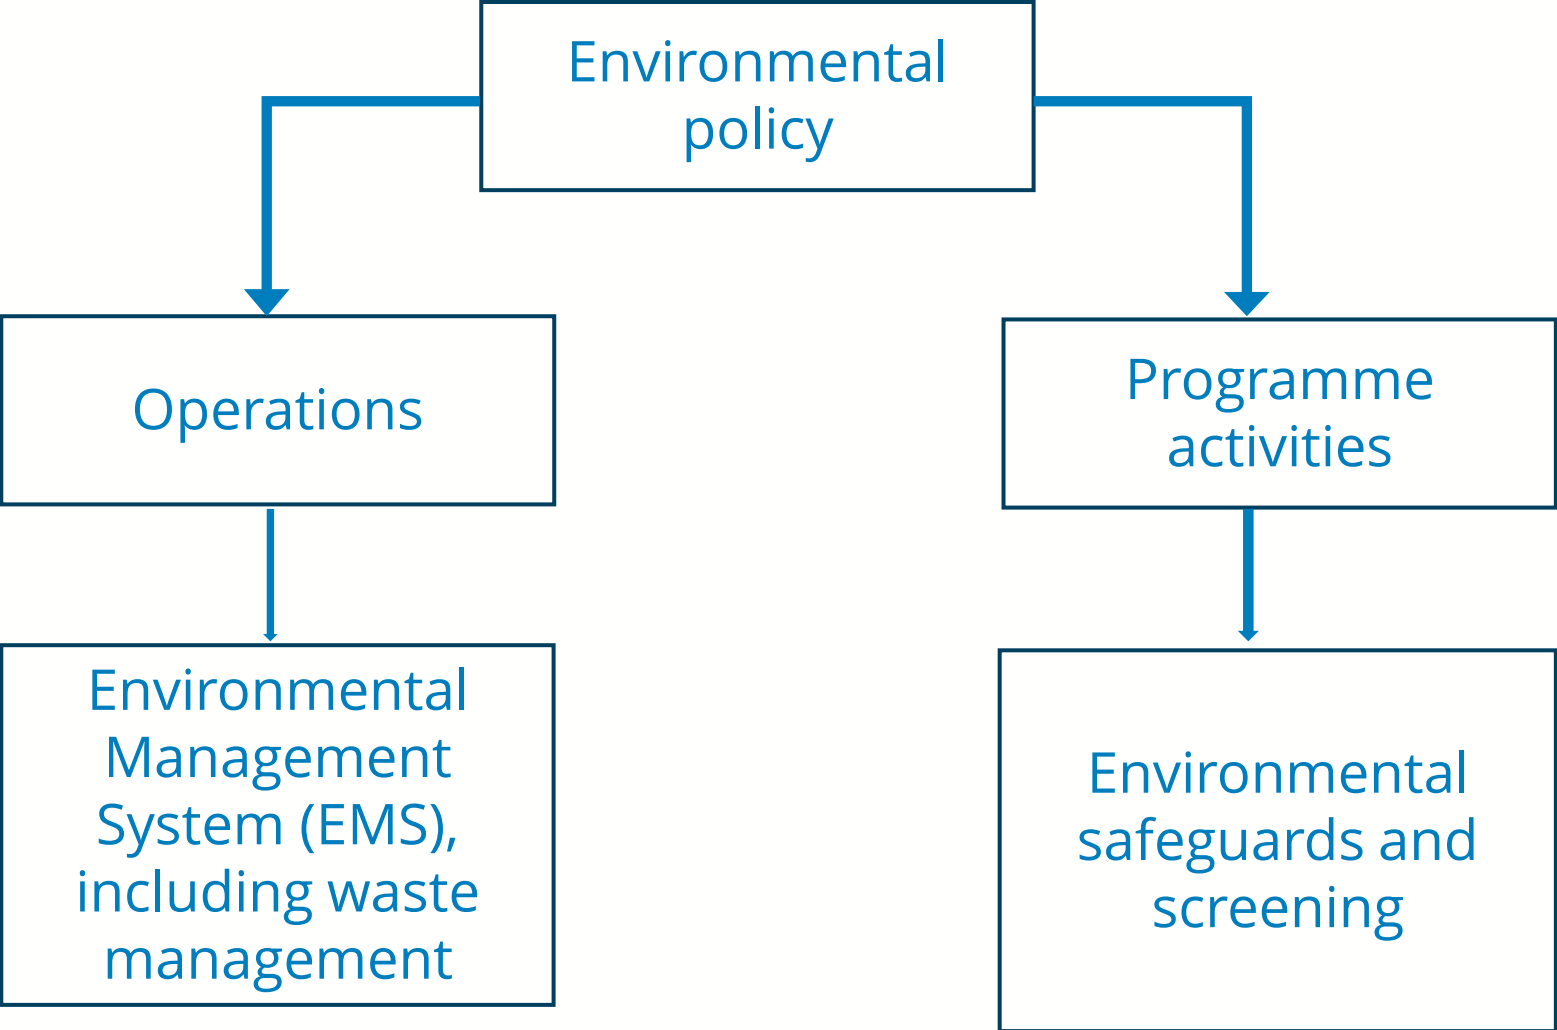 Environmental
policy
Operations
Programme
activities
Environmental
Management
System (EMS),
including waste
management
Environmental
safeguards and
screening